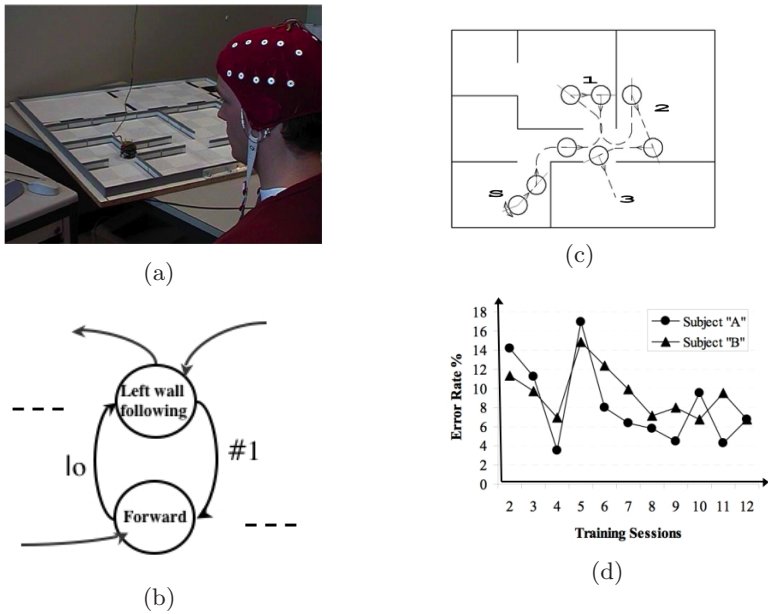 (a)
1
2
S
3
(c)
Left wall
following
lo
#1
Forward
(b)
18
16
14
12
10
8
6
4
2
0
Error Rate %
Subject "A"
Subject "B"
2 3 4 5 6 7 8 9 10 11 12
Training Sessions
(d)